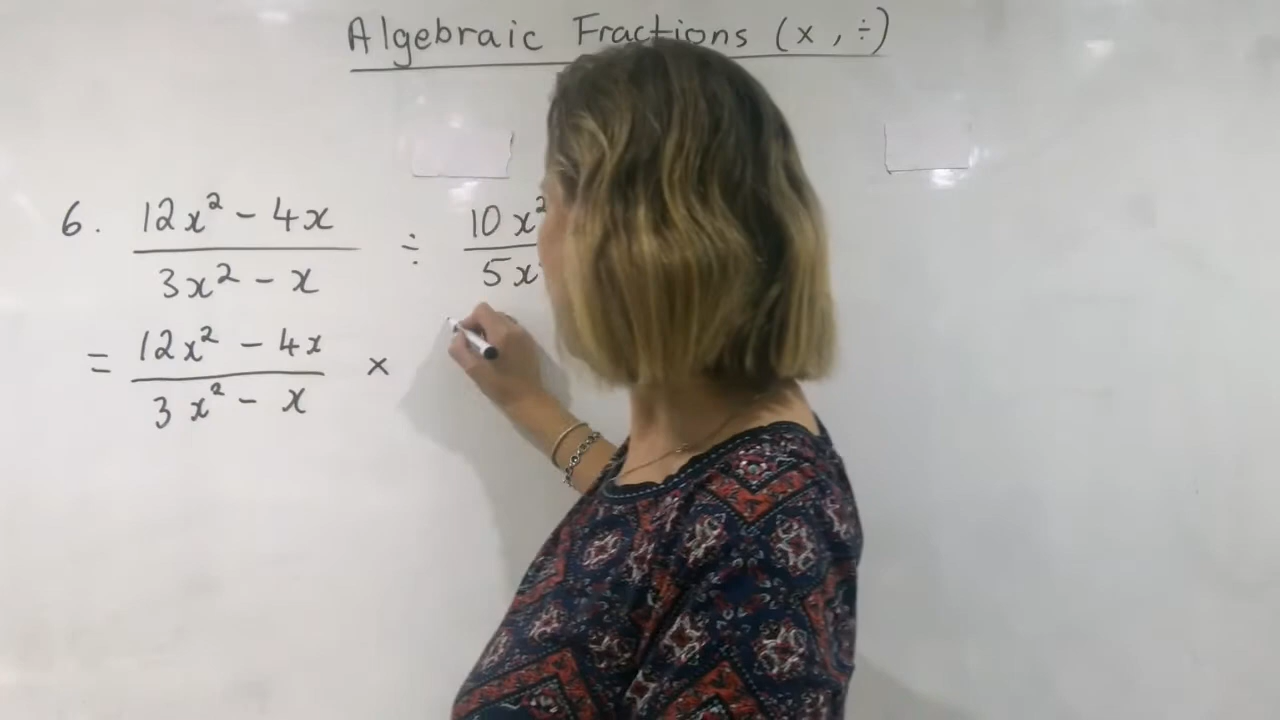 Algebraic Fractions (x, ÷)
6. 12x² - 4x ÷ 10x²
3x² - x 5x
= 12x² - 4x ×
3x² - x